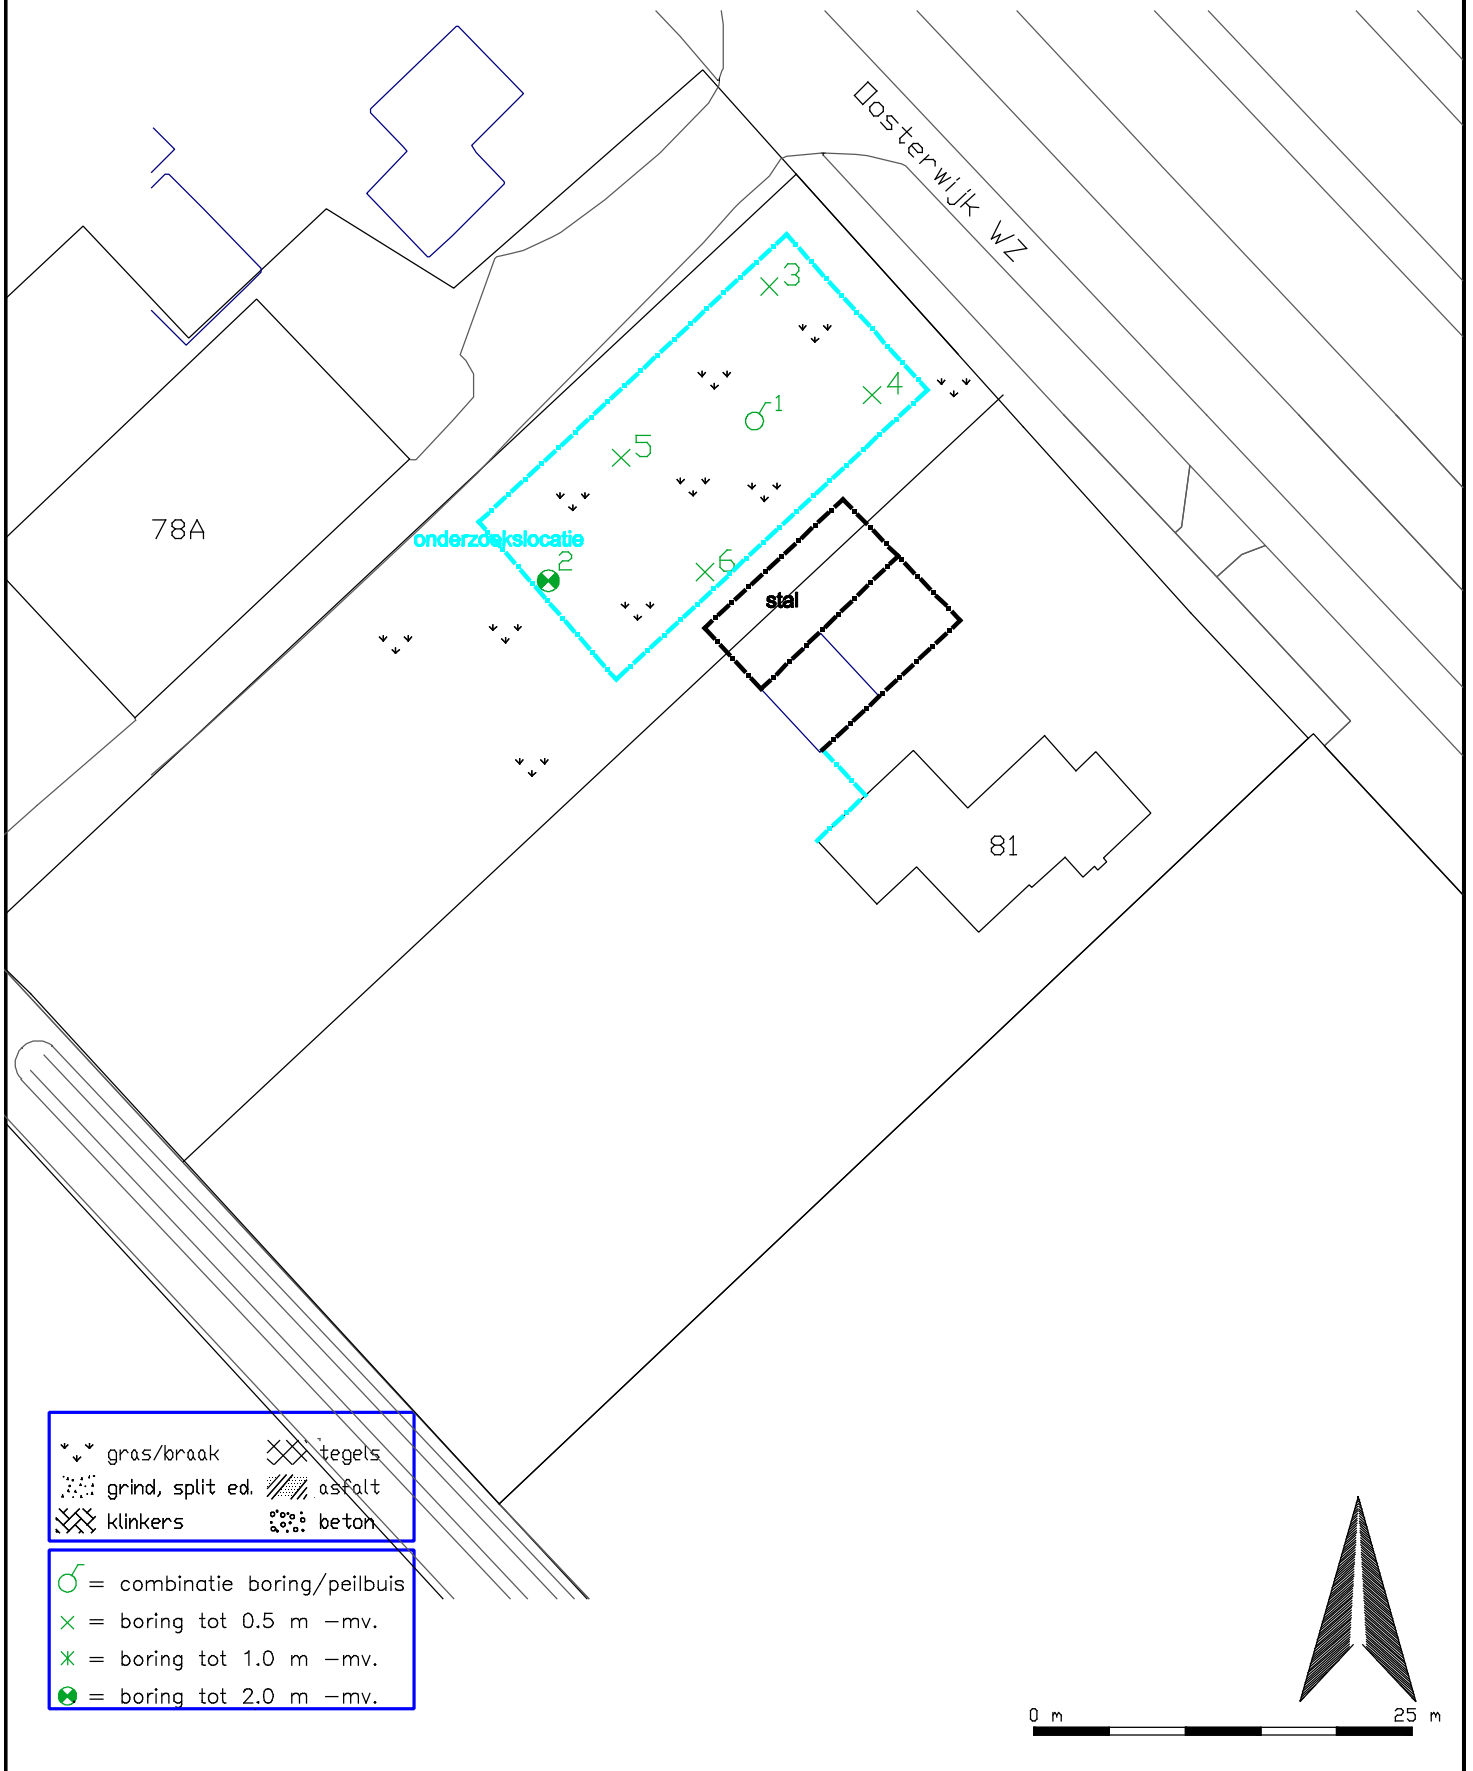 Oosterwijk WZ
3
4
1
5
78A
onderzoekslocatie
2
6
stal
81
gras/braak
tegels
grind, split ed.
asfalt
klinkers
beton
= combinatie boring/peilbuis
= boring tot 0.5 m -mv.
= boring tot 1.0 m -mv.
= boring tot 2.0 m -mv.
0 m
25 m